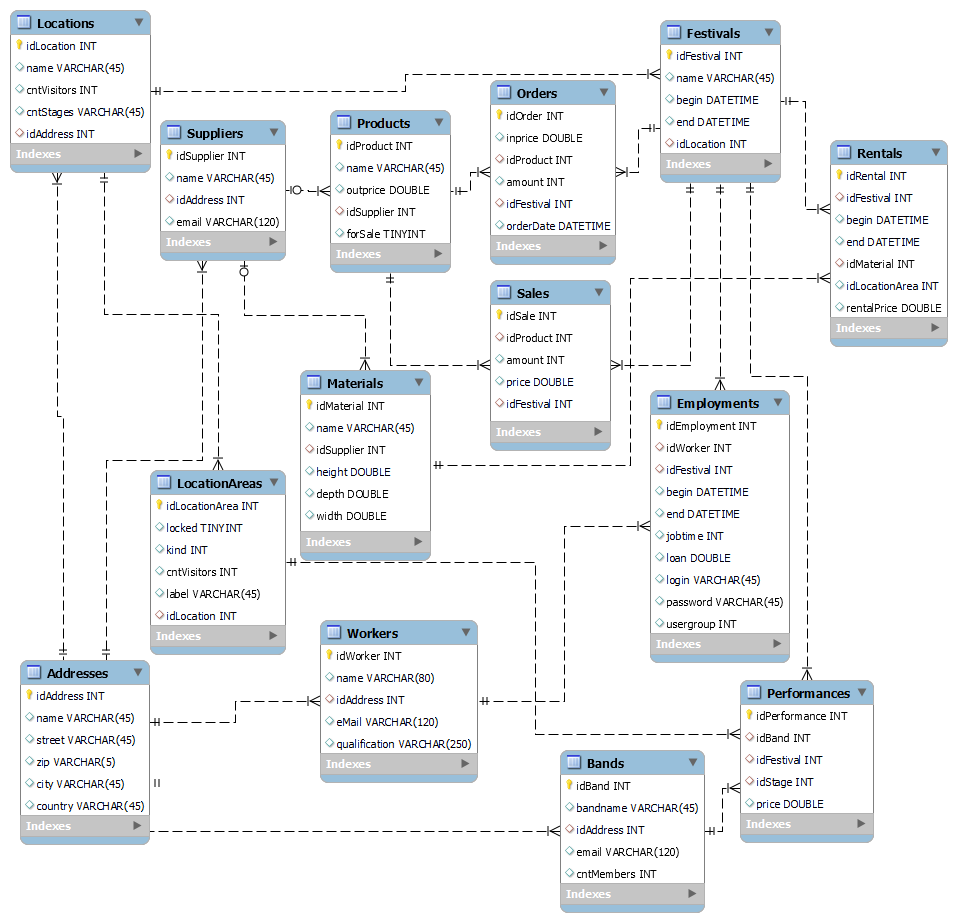 Locations
idLocation INT
name VARCHAR(45)
cntVisitors INT
cntStages VARCHAR(45)
idAddress INT
Indexes
Suppliers
idSupplier INT
name VARCHAR(45)
idAddress INT
email VARCHAR(120)
Indexes
Products
idProduct INT
name VARCHAR(45)
outprice DOUBLE
idSupplier INT
forSale TINYINT
Indexes
Orders
idOrder INT
inprice DOUBLE
idProduct INT
amount INT
idFestival INT
orderDate DATETIME
Indexes
Festivals
idFestival INT
name VARCHAR(45)
begin DATETIME
end DATETIME
idLocation INT
Indexes
Rentals
idRental INT
idFestival INT
begin DATETIME
end DATETIME
idMaterial INT
idLocationArea INT
rentalPrice DOUBLE
Indexes
Sales
idSale INT
idProduct INT
amount INT
price DOUBLE
idFestival INT
Indexes
Materials
idMaterial INT
name VARCHAR(45)
idSupplier INT
height DOUBLE
depth DOUBLE
width DOUBLE
Indexes
Employments
idEmployment INT
idWorker INT
idFestival INT
begin DATETIME
end DATETIME
jobtime INT
loan DOUBLE
login VARCHAR(45)
password VARCHAR(45)
usergroup INT
Indexes
LocationAreas
idLocationArea INT
locked TINYINT
kind INT
cntVisitors INT
label VARCHAR(45)
idLocation INT
Indexes
Addresses
idAddress INT
name VARCHAR(45)
street VARCHAR(45)
zip VARCHAR(5)
city VARCHAR(45)
country VARCHAR(45)
Indexes
Workers
idWorker INT
name VARCHAR(80)
idAddress INT
eMail VARCHAR(120)
qualification VARCHAR(250)
Indexes
Bands
idBand INT
bandname VARCHAR(45)
idAddress INT
email VARCHAR(120)
cntMembers INT
Indexes
Performances
idPerformance INT
idBand INT
idFestival INT
idStage INT
price DOUBLE
Indexes